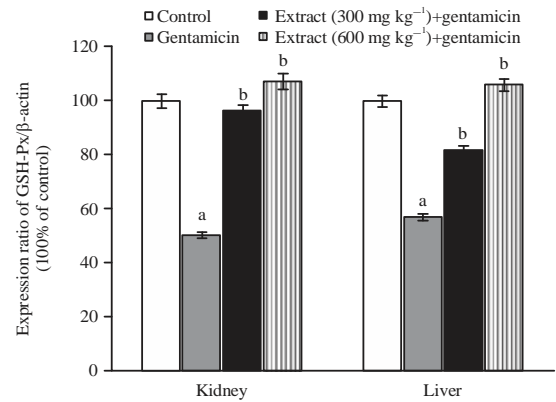 Control
Extract (300 mg kg⁻¹)+gentamicin
Gentamicin
Extract (600 mg kg⁻¹)+gentamicin
Expression ratio of GSH-Px/β-actin
(100% of control)
120
100
80
60
40
20
0
a
b
b
a
b
b
Kidney
Liver